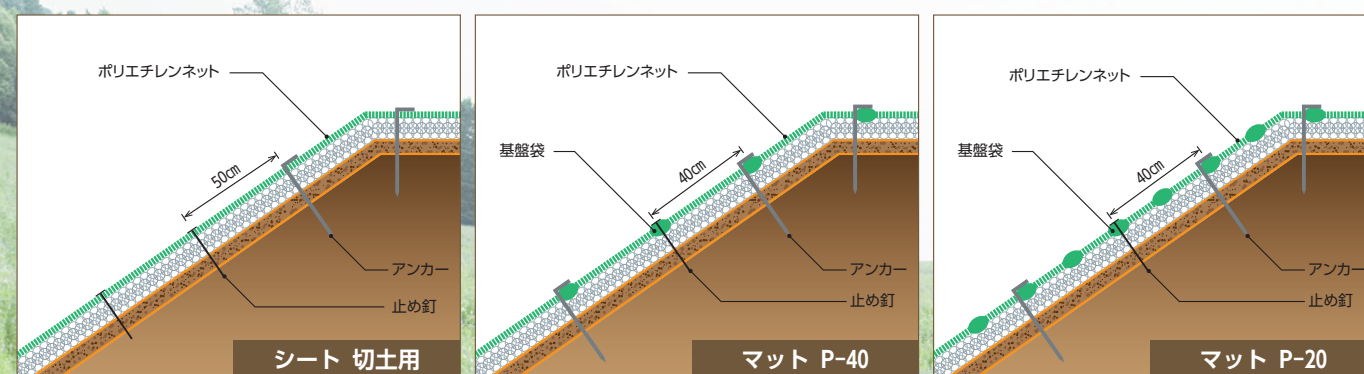 ポリエチレンネット
50cm
アンカー
止め釘
シート 切土用
ポリエチレンネット
基盤袋
40cm
アンカー
止め釘
マット P-40
ポリエチレンネット
基盤袋
40cm
アンカー
止め釘
マット P-20